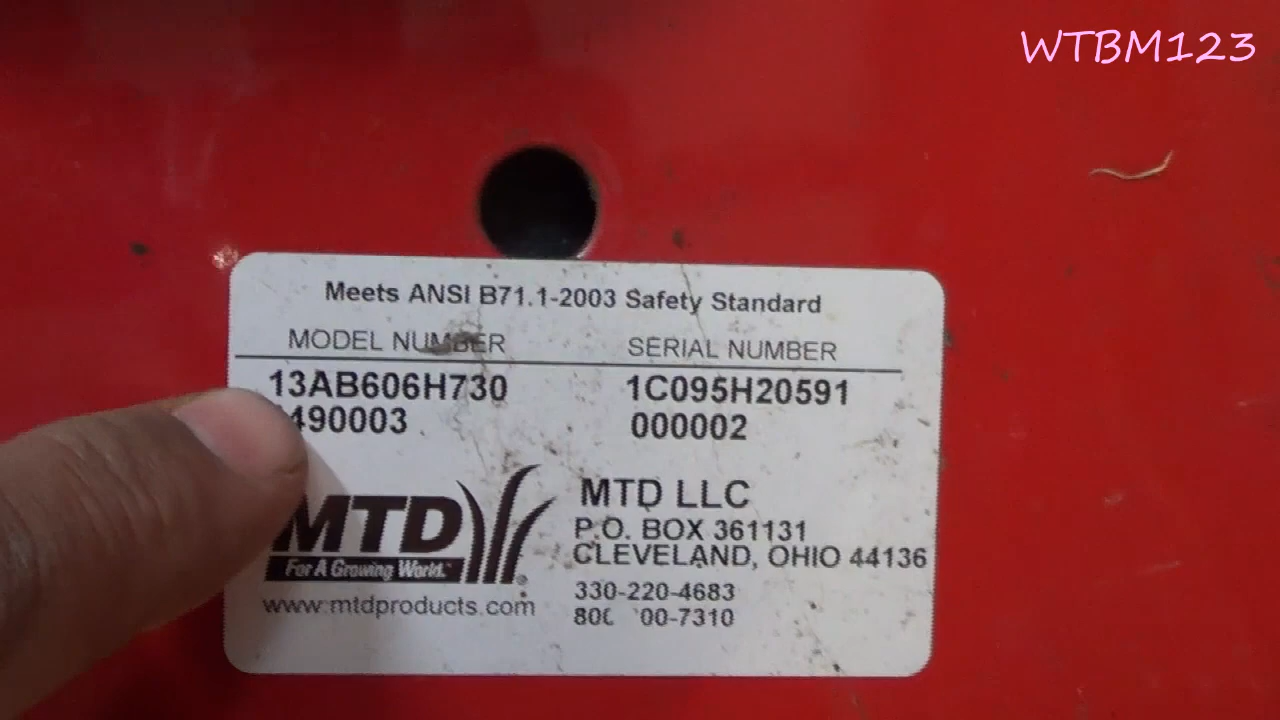 WTBM123
Meets ANSI B71.1-2003 Safety Standard
MODEL NUMBER SERIAL NUMBER
13AB606H730 1C095H20591
490003 000002
MTD
For A Growing World.
www.mtdproducts.com
MTD LLC
P.O. BOX 361131
CLEVELAND, OHIO 44136
330-220-4683
00-7310